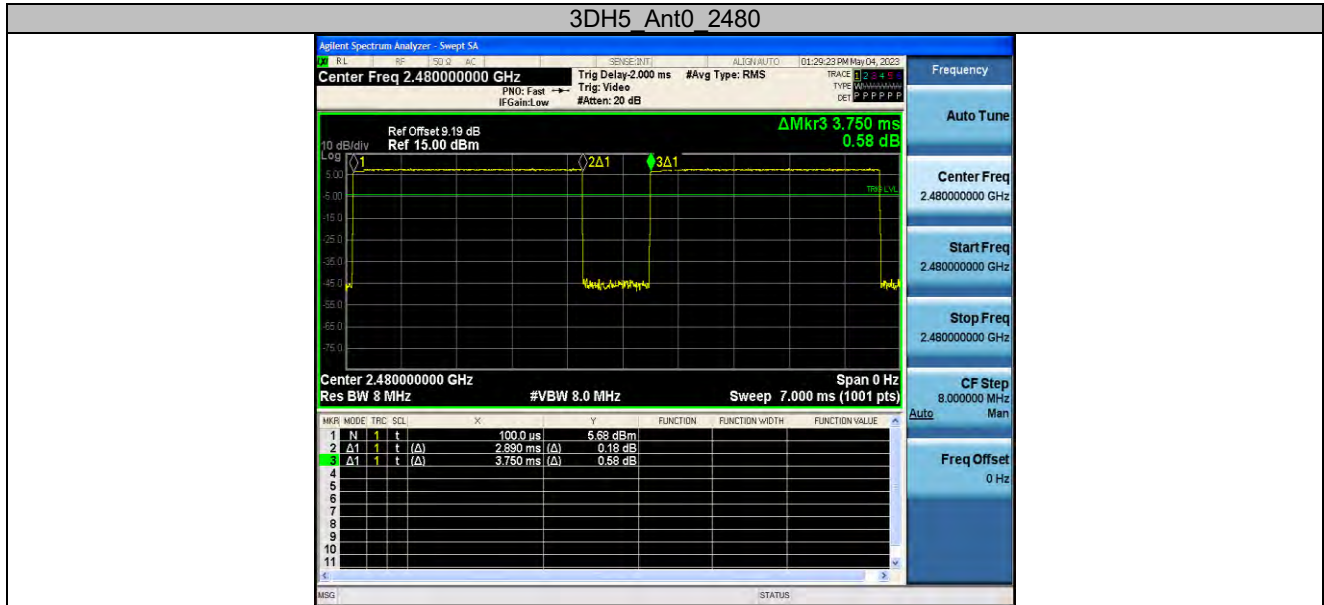 3DH5_Ant0_2480
Agilent Spectrum Analyzer - Swept SA
RL RF 50 Ω AC SENSE:INT ALIGN AUTO 01:29:23 PM May 04, 2023
Center Freq 2.480000000 GHz Trig Delay-2.000 ms #Avg Type: RMS TRACE 1 2 3 4 5 6
PNO: Fast Trig: Video TYPE
IFGain:Low #Atten: 20 dB DET P P P P P P
Frequency
Auto Tune
Center Freq
2.480000000 GHz
Start Freq
2.480000000 GHz
Stop Freq
2.480000000 GHz
CF Step
8.000000 MHz
Auto Man
Freq Offset
0 Hz
ΔMkr3 3.750 ms
0.58 dB
Ref Offset 9.19 dB
10 dB/div Ref 15.00 dBm
Log
1 2Δ1 3Δ1
5.00
TRIG LVL
-5.00
-15.0
-25.0
-35.0
-45.0
-55.0
-65.0
-75.0
Center 2.480000000 GHz Span 0 Hz
Res BW 8 MHz #VBW 8.0 MHz Sweep 7.000 ms (1001 pts)
MKR MODE TRC SCL X Y FUNCTION FUNCTION WIDTH FUNCTION VALUE
1 N 1 t 100.0 µs 5.68 dBm
2 Δ1 1 t (Δ) 2.890 ms (Δ) 0.18 dB
3 Δ1 1 t (Δ) 3.750 ms (Δ) 0.58 dB
4
5
6
7
8
9
10
11
MSG STATUS